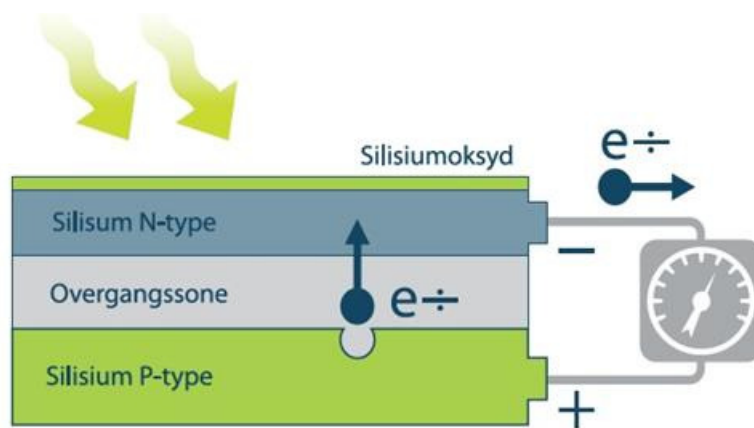 Silisiumoksyd
e÷
Silisum N-type
−
Overgangssone
e÷
Silisium P-type
+